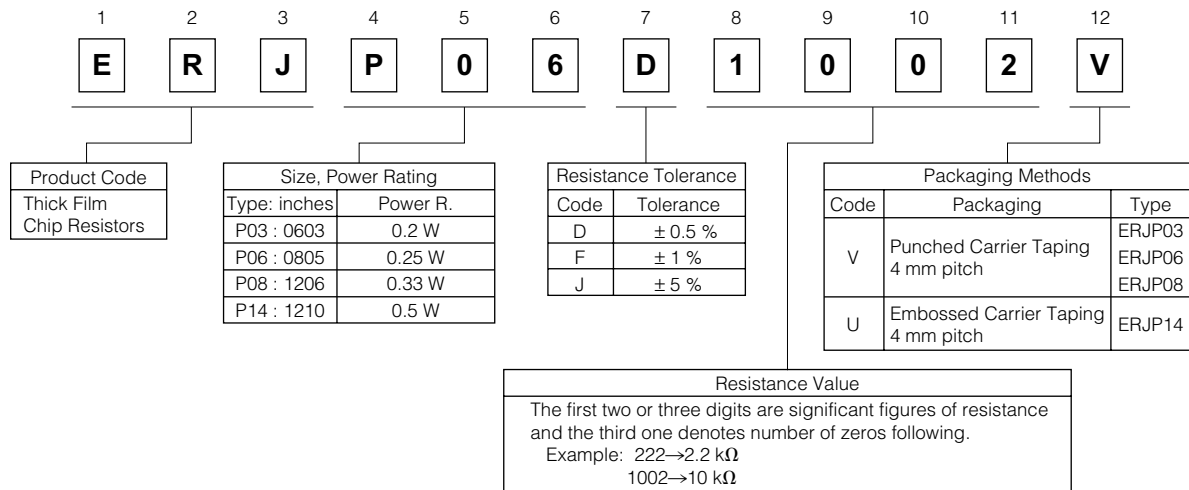 1 2 3 4 5 6 7 8 9 10 11 12
E R J P 0 6 D 1 0 0 2 V
Product Code
Thick Film
Chip Resistors
Size, Power Rating
Type: inches Power R.
P03 : 0603 0.2 W
P06 : 0805 0.25 W
P08 : 1206 0.33 W
P14 : 1210 0.5 W
Resistance Tolerance
Code Tolerance
D ± 0.5 %
F ± 1 %
J ± 5 %
Packaging Methods
Code Packaging Type
V Punched Carrier Taping
4 mm pitch
ERJP03
ERJP06
ERJP08
U Embossed Carrier Taping
4 mm pitch
ERJP14
Resistance Value
The first two or three digits are significant figures of resistance
and the third one denotes number of zeros following.
Example: 222→2.2 kΩ
1002→10 kΩ